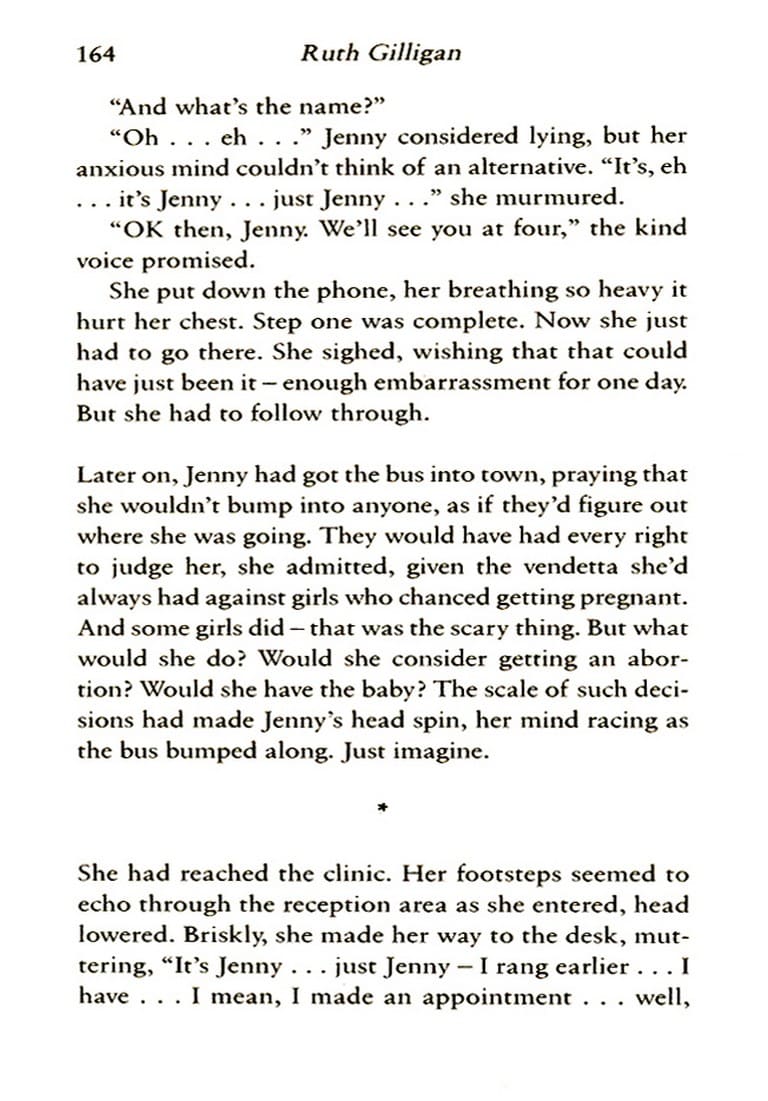 164 Ruth Gilligan
“And what’s the name?”
“Oh . . . eh . . .” Jenny considered lying, but her
anxious mind couldn’t think of an alternative. “It’s, eh
. . . it’s Jenny . . . just Jenny . . .” she murmured.
“OK then, Jenny. We’ll see you at four,” the kind
voice promised.
She put down the phone, her breathing so heavy it
hurt her chest. Step one was complete. Now she just
had to go there. She sighed, wishing that that could
have just been it – enough embarrassment for one day.
But she had to follow through.
Later on, Jenny had got the bus into town, praying that
she wouldn’t bump into anyone, as if they’d figure out
where she was going. They would have had every right
to judge her, she admitted, given the vendetta she’d
always had against girls who chanced getting pregnant.
And some girls did – that was the scary thing. But what
would she do? Would she consider getting an abor-
tion? Would she have the baby? The scale of such deci-
sions had made Jenny’s head spin, her mind racing as
the bus bumped along. Just imagine.
*
She had reached the clinic. Her footsteps seemed to
echo through the reception area as she entered, head
lowered. Briskly, she made her way to the desk, mut-
tering, “It’s Jenny . . . just Jenny – I rang earlier . . . I
have . . . I mean, I made an appointment . . . well,